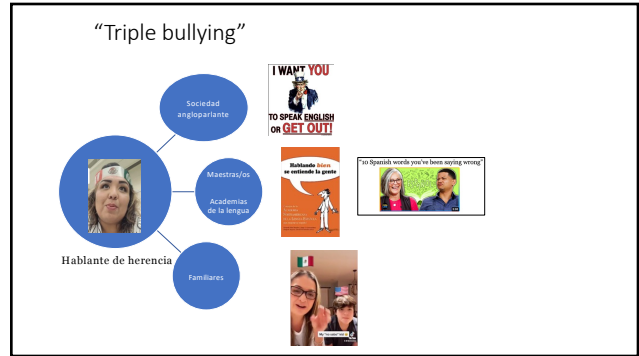 “Triple bullying”
Sociedad
angloparlante
I WANT YOU
TO SPEAK ENGLISH
OR GET OUT!
Maestras/os
Academias
de la lengua
Hablando bien
se entiende la gente
“10 Spanish words you've been saying wrong”
Hablante de herencia
Familiares